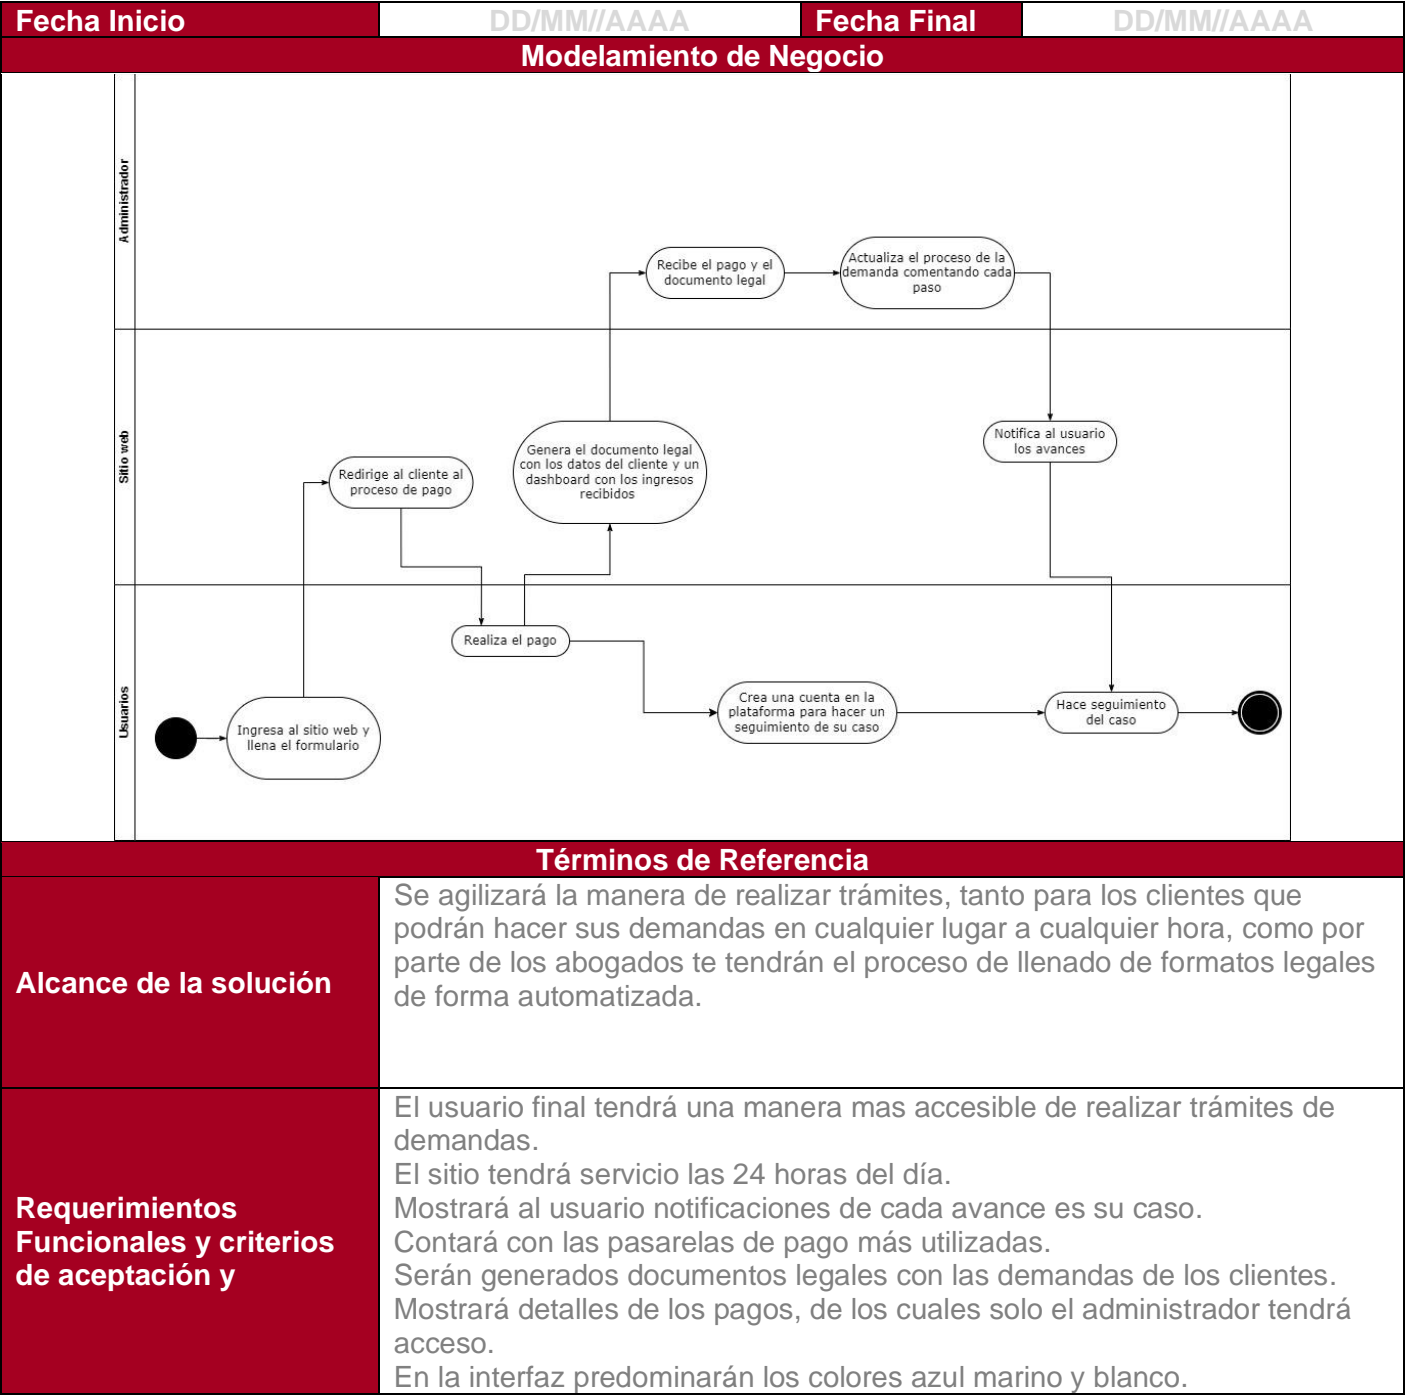 Fecha Inicio
DD/MM//AAAA
Fecha Final
DD/MM//AAAA
Modelamiento de Negocio
Administrador
Recibe el pago y el
documento legal
Actualiza el proceso de la
demanda comentando cada
paso
Sitio web
Redirige al cliente al
proceso de pago
Genera el documento legal
con los datos del cliente y un
dashboard con los ingresos
recibidos
Notifica al usuario
los avances
Usuarios
Ingresa al sitio web y
llena el formulario
Realiza el pago
Crea una cuenta en la
plataforma para hacer un
seguimiento de su caso
Hace seguimiento
del caso
Términos de Referencia
Alcance de la solución
Se agilizará la manera de realizar trámites, tanto para los clientes que
podrán hacer sus demandas en cualquier lugar a cualquier hora, como por
parte de los abogados te tendrán el proceso de llenado de formatos legales
de forma automatizada.
Requerimientos
Funcionales y criterios
de aceptación y
El usuario final tendrá una manera mas accesible de realizar trámites de
demandas.
El sitio tendrá servicio las 24 horas del día.
Mostrará al usuario notificaciones de cada avance es su caso.
Contará con las pasarelas de pago más utilizadas.
Serán generados documentos legales con las demandas de los clientes.
Mostrará detalles de los pagos, de los cuales solo el administrador tendrá
acceso.
En la interfaz predominarán los colores azul marino y blanco.